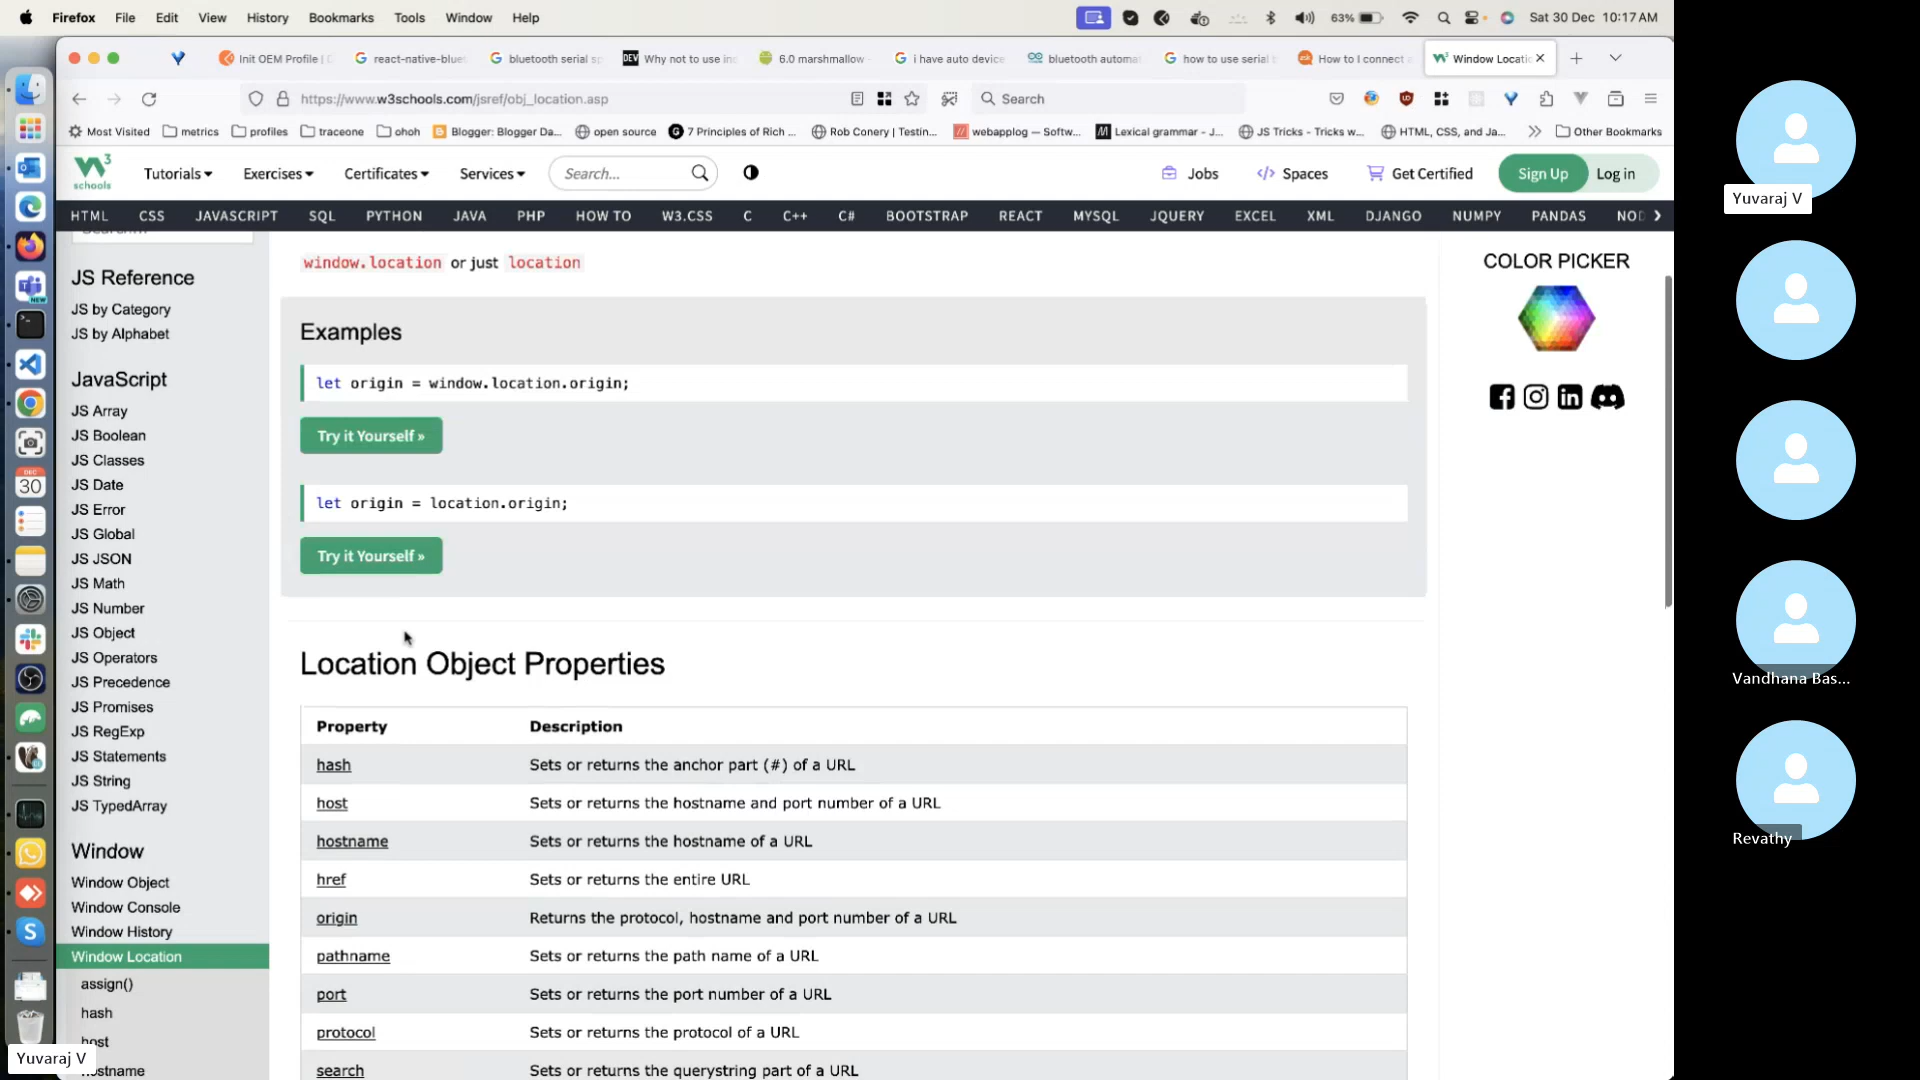 Firefox File Edit View History Bookmarks Tools Window Help
63%
Sat 30 Dec 10:17 AM
Init OEM Profile |
react-native-blue
bluetooth serial
DEV Why not to use
6.0 marshmallow
i have auto device
bluetooth automat
how to use serial
How to I connect
Window Locati
https://www.w3schools.com/jsref/obj_location.asp
Search
Most Visited metrics profiles traceone ohoh Blogger: Blogger Da... open source 7 Principles of Rich ... Rob Conery | Testin... webapplog — Softw... Lexical grammar - J... JS Tricks - Tricks w... HTML, CSS, and Ja... Other Bookmarks
W3 schools
Tutorials Exercises Certificates Services Search... Jobs Spaces Get Certified Sign Up Log in
HTML CSS JAVASCRIPT SQL PYTHON JAVA PHP HOW TO W3.CSS C C++ C# BOOTSTRAP REACT MYSQL JQUERY EXCEL XML DJANGO NUMPY PANDAS
JS Reference
JS by Category
JS by Alphabet
JavaScript
JS Array
JS Boolean
JS Classes
JS Date
JS Error
JS Global
JS JSON
JS Math
JS Number
JS Object
JS Operators
JS Precedence
JS Promises
JS RegExp
JS Statements
JS String
JS TypedArray
Window
Window Object
Window Console
Window History
Window Location
assign()
hash
host
hostname
window.location or just location
Examples
let origin = window.location.origin;
Try it Yourself »
let origin = location.origin;
Try it Yourself »
Location Object Properties
Property Description
hash Sets or returns the anchor part (#) of a URL
host Sets or returns the hostname and port number of a URL
hostname Sets or returns the hostname of a URL
href Sets or returns the entire URL
origin Returns the protocol, hostname and port number of a URL
pathname Sets or returns the path name of a URL
port Sets or returns the port number of a URL
protocol Sets or returns the protocol of a URL
search Sets or returns the querystring part of a URL
COLOR PICKER
DEC
30
NEW
Yuvaraj V
Vandhana Bas...
Revathy
Yuvaraj V